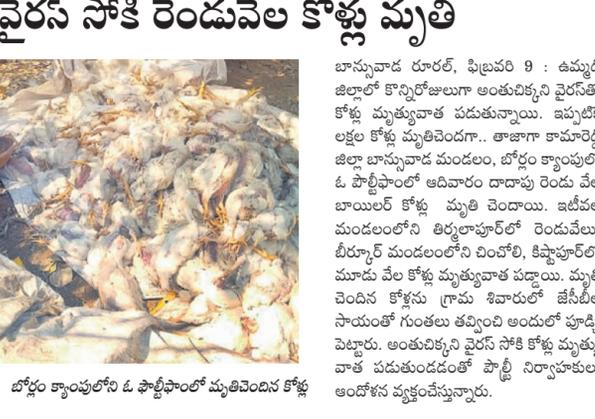 వైరస్ సోకి రెండువేల కోళ్లు మృతి
బాన్సువాడ రూరల్, ఫిబ్రవరి 9 : ఉమ్మడి
జిల్లాలో కొన్నిరోజులుగా అంతుచిక్కని వైరస్‌తో
కోళ్లు మృత్యువాత పడుతున్నాయి. ఇప్పటికే
లక్షల కోళ్లు మృతిచెందగా.. తాజాగా కామారెడ్డి
జిల్లా బాన్సువాడ మండలం, బోర్లం క్యాంపులో
ఓ పౌల్ట్రీఫాంలో ఆదివారం దాదాపు రెండు వేల
బాయిలర్ కోళ్లు మృతి చెందాయి. ఇటీవల
మండలంలోని తిర్మలాపూర్‌లో రెండువేలు,
బీర్కూర్ మండలంలోని చించోలి, కిష్టాపూర్‌లో
మూడు వేల కోళ్లు మృత్యువాత పడ్డాయి. మృతి
చెందిన కోళ్లను గ్రామ శివారులో జేసీబీల
సాయంతో గుంతలు తవ్వించి అందులో పూడ్చి
పెట్టారు. అంతుచిక్కని వైరస్ సోకి కోళ్లు మృత్యు
వాత పడుతుండడంతో పౌల్ట్రీ నిర్వాహకులు
ఆందోళన వ్యక్తంచేస్తున్నారు.
బోర్లం క్యాంపులోని ఓ ఫౌల్ట్రీఫాంలో మృతిచెందిన కోళ్లు